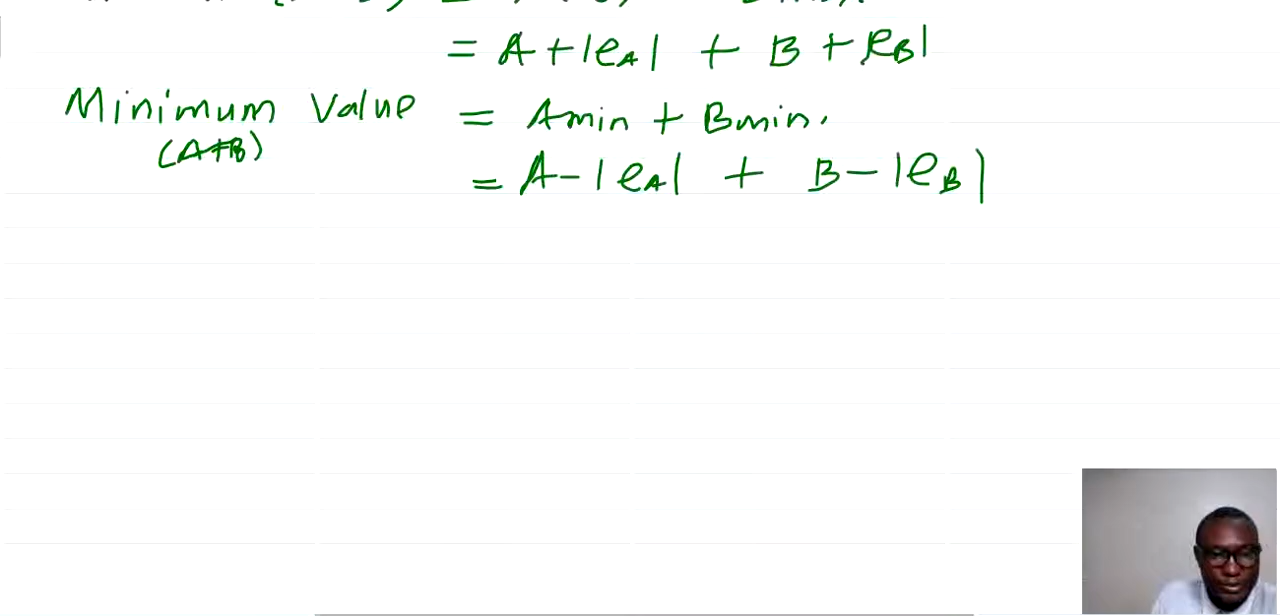 = A + |eA| + B + |eB|
Minimum Value = Amin + Bmin.
(A+B)
= A - |eA| + B - |eB|